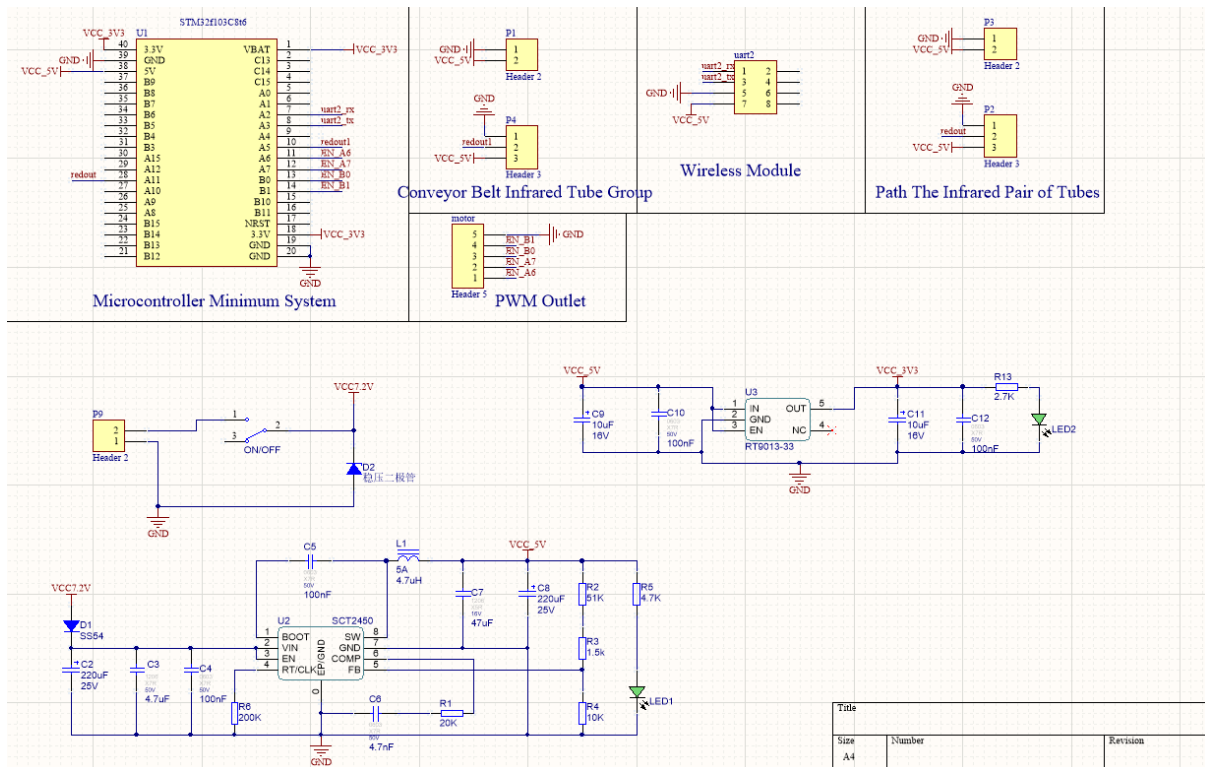 STM32f103C8t6
VCC_3V3
U1
40 3.3V VBAT 1 VCC_3V3
GND 39 GND C13 2
VCC_5V 38 5V C14 3
37 B9 C15 4
36 B8 A0 5
35 B7 A1 6
34 B6 A2 7 uart2_rx
33 B5 A3 8 uart2_tx
32 B4 A4 9
31 B3 A5 10 redout1
30 A15 A6 11 EN_A6
29 A12 A7 12 EN_A7
redout 28 A11 B0 13 EN_B0
27 A10 B1 14 EN_B1
26 A9 B10 15
25 A8 B11 16
24 B15 NRST 17
23 B14 3.3V 18 VCC_3V3
22 B13 GND 19
21 B12 GND 20
GND
Microcontroller Minimum System
P1
GND 1
VCC_5V 2
Header 2
GND
P4
1
redout1 2
VCC_5V 3
Header 3
Conveyor Belt Infrared Tube Group
uart2
uart2_rx 1 2
uart2_tx 3 4
GND 5 6
7 8
VCC_5V
Wireless Module
P3
GND 1
VCC_5V 2
Header 2
GND
P2
1
redout 2
VCC_5V 3
Header 3
Path The Infrared Pair of Tubes
motor
5 GND
4 EN_B1
3 EN_B0
2 EN_A7
1 EN_A6
Header 5
PWM Outlet
P9
2
1
Header 2
1
2
3
ON/OFF
VCC7.2V
D2
稳压二极管
GND
VCC_5V
C9
10uF
16V
C10
50V
100nF
U3
1 IN OUT 5
2 GND
3 EN NC 4
RT9013-33
GND
VCC_3V3
C11
10uF
16V
C12
50V
100nF
R13
2.7K
LED2
VCC7.2V
D1
SS54
C2
220uF
25V
C3
50V
4.7uF
C4
50V
100nF
R6
200K
C5
50V
100nF
U2 SCT2450
1 BOOT SW 8
2 VIN GND 7
3 EN COMP 6
4 RT/CLK FB 5
EP/GND
0
L1
5A
4.7uH
VCC_5V
C7
16V
47uF
C8
220uF
25V
R2
51K
R3
1.5k
R4
10K
R5
4.7K
LED1
C6
50V
4.7nF
R1
20K
GND
Title
Size
A4
Number
Revision